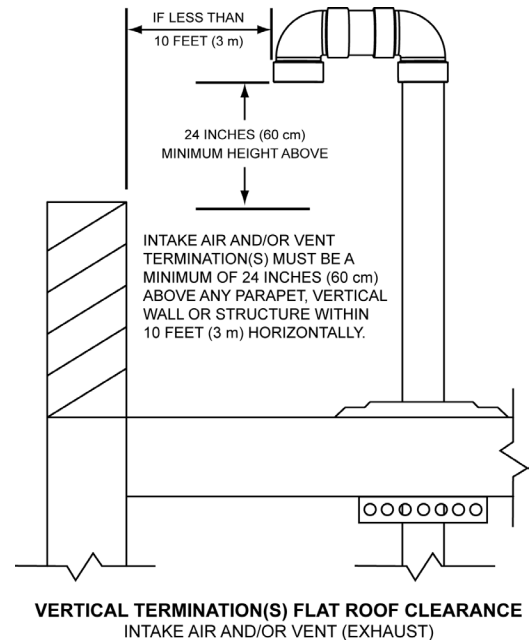 IF LESS THAN
10 FEET (3 m)
24 INCHES (60 cm)
MINIMUM HEIGHT ABOVE
INTAKE AIR AND/OR VENT
TERMINATION(S) MUST BE A
MINIMUM OF 24 INCHES (60 cm)
ABOVE ANY PARAPET, VERTICAL
WALL OR STRUCTURE WITHIN
10 FEET (3 m) HORIZONTALLY.
VERTICAL TERMINATION(S) FLAT ROOF CLEARANCE
INTAKE AIR AND/OR VENT (EXHAUST)